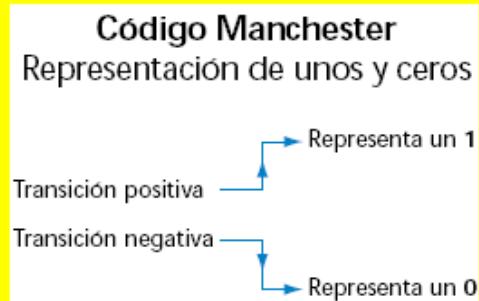 Código Manchester
Representación de unos y ceros
Representa un 1
Transición positiva
Transición negativa
Representa un 0